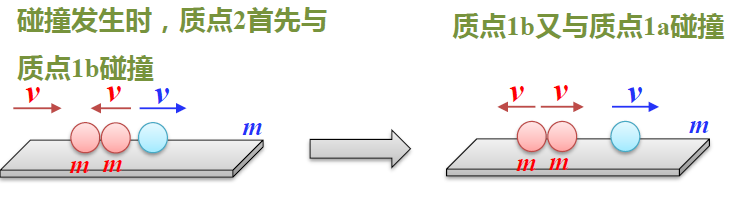 碰撞发生时，质点2首先与
质点1b碰撞
v v v
m
m m
质点1b又与质点1a碰撞
v v v
m
m m